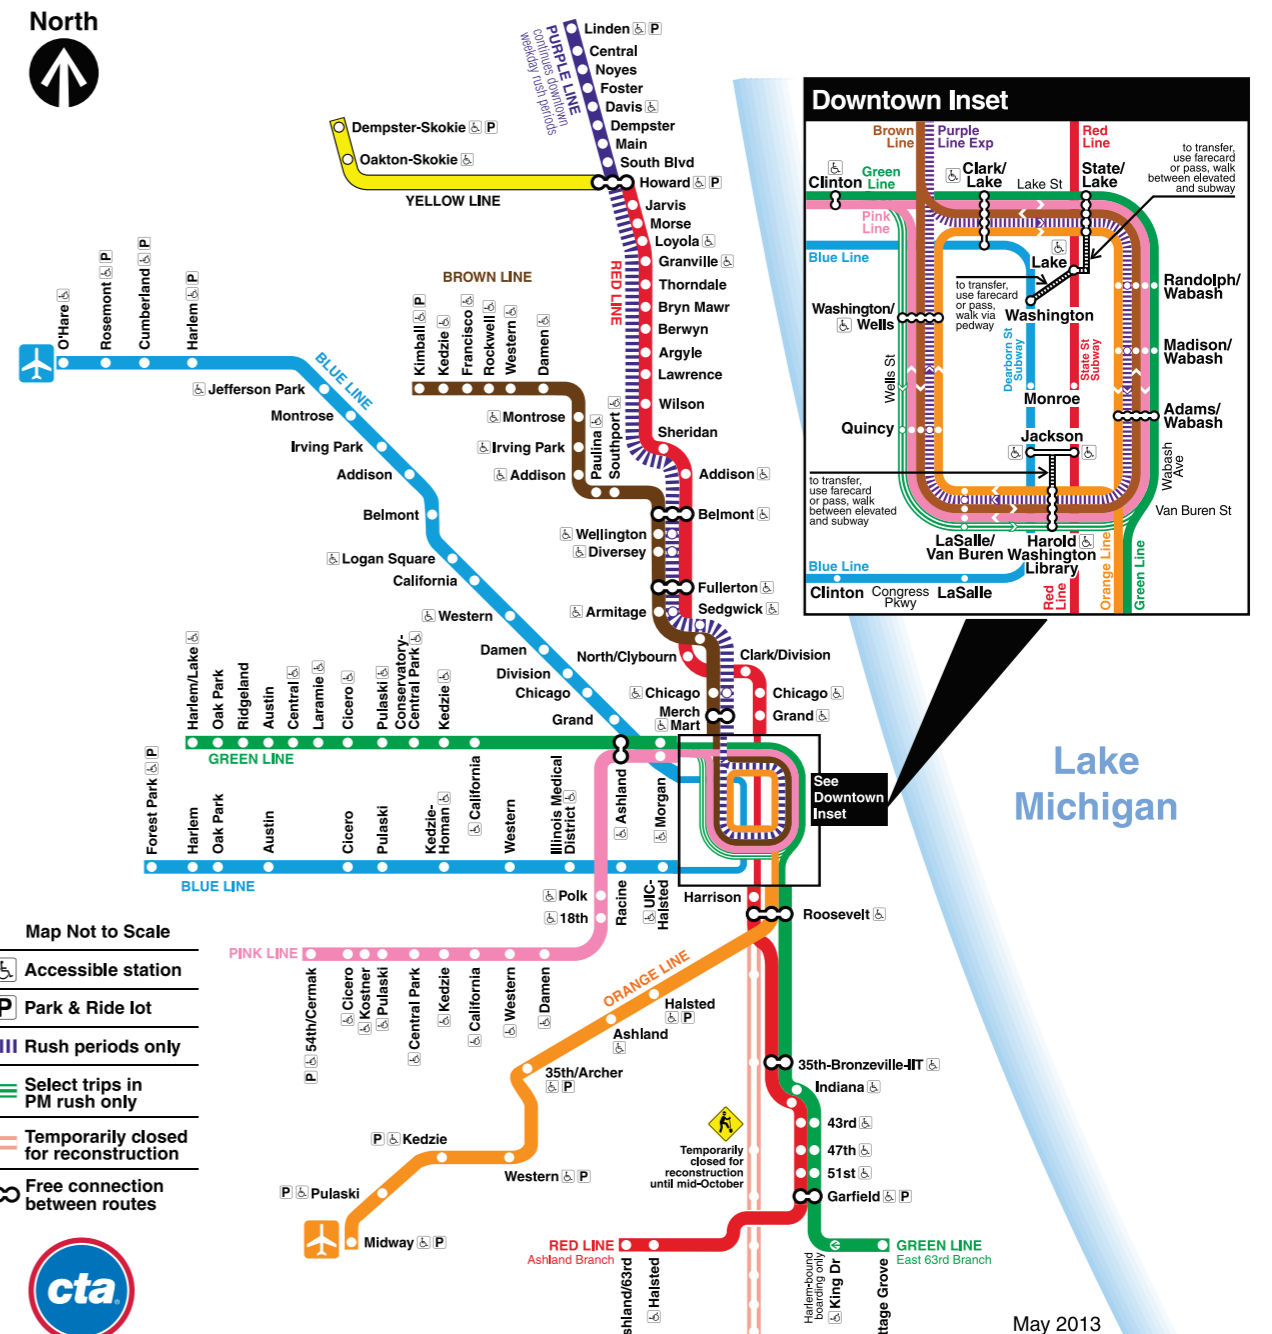 North
Linden P
Central
Noyes
Foster
Davis
Dempster
Main
South Blvd
Howard P
PURPLE LINE
continues downtown
weekday rush periods
Dempster-Skokie P
Oakton-Skokie
YELLOW LINE
Jarvis
Morse
Loyola
Granville
Thorndale
Bryn Mawr
Berwyn
Argyle
Lawrence
Wilson
Sheridan
Addison
Belmont
Fullerton
Sedgwick
RED LINE
BROWN LINE
Kimball P
Kedzie
Francisco
Rockwell
Western
Damen
Montrose
Irving Park
Addison
Paulina
Southport
Wellington
Diversey
Armitage
North/Clybourn
Clark/Division
Chicago
Merch
Mart
Chicago
Grand
O'Hare
Rosemont P
Cumberland P
Harlem P
BLUE LINE
Jefferson Park
Montrose
Irving Park
Addison
Belmont
Logan Square
California
Western
Damen
Division
Chicago
Grand
Harlem/Lake
Oak Park
Ridgeland
Austin
Central
Laramie
Cicero
Pulaski
Conservatory-
Central Park
Kedzie
California
Ashland
Morgan
GREEN LINE
Forest Park P
Harlem
Oak Park
Austin
Cicero
Pulaski
Kedzie-
Homan
Western
Illinois Medical
District
Racine
UIC-
Halsted
BLUE LINE
Polk
18th
PINK LINE
P 54th/Cermak
Cicero
Kostner
Pulaski
Central Park
Kedzie
California
Western
Damen
Downtown Inset
Brown
Line
Purple
Line Exp
Red
Line
to transfer,
use farecard
or pass, walk
between elevated
and subway
Clinton
Green
Line
Clark/
Lake
Lake St
State/
Lake
Pink
Line
Blue Line
Lake
to transfer,
use farecard
or pass,
walk via
pedway
Washington
Randolph/
Wabash
Washington/
Wells
Madison/
Wabash
Wells St
Dearborn St
Subway
State St
Subway
Monroe
Adams/
Wabash
Quincy
Jackson
Wabash
Ave
to transfer,
use farecard
or pass, walk
between elevated
and subway
Van Buren St
LaSalle/
Van Buren
Harold
Washington
Library
Blue Line
Clinton
Congress
Pkwy
LaSalle
Red
Line
Orange Line
Green Line
See
Downtown
Inset
Lake
Michigan
Harrison
Roosevelt
ORANGE LINE
Halsted
P
Ashland
35th/Archer
P
P Kedzie
Western P
P Pulaski
Midway P
35th-Bronzeville-IIT
Indiana
43rd
47th
51st
Garfield P
Temporarily
closed for
reconstruction
until mid-October
RED LINE
Ashland Branch
Halsted
Harlem-bound
boarding only
King Dr
GREEN LINE
East 63rd Branch
Map Not to Scale
Accessible station
P Park & Ride lot
Rush periods only
Select trips in
PM rush only
Temporarily closed
for reconstruction
Free connection
between routes
cta
May 2013